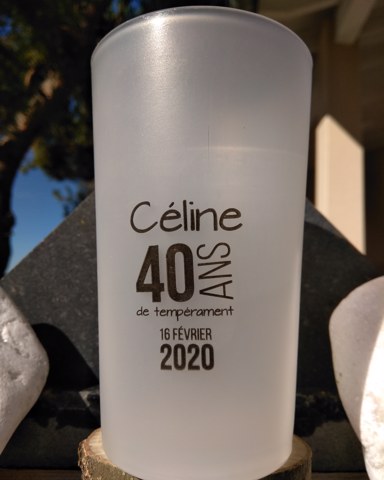 Céline
40 ANS
de tempérament
16 FÉVRIER
2020